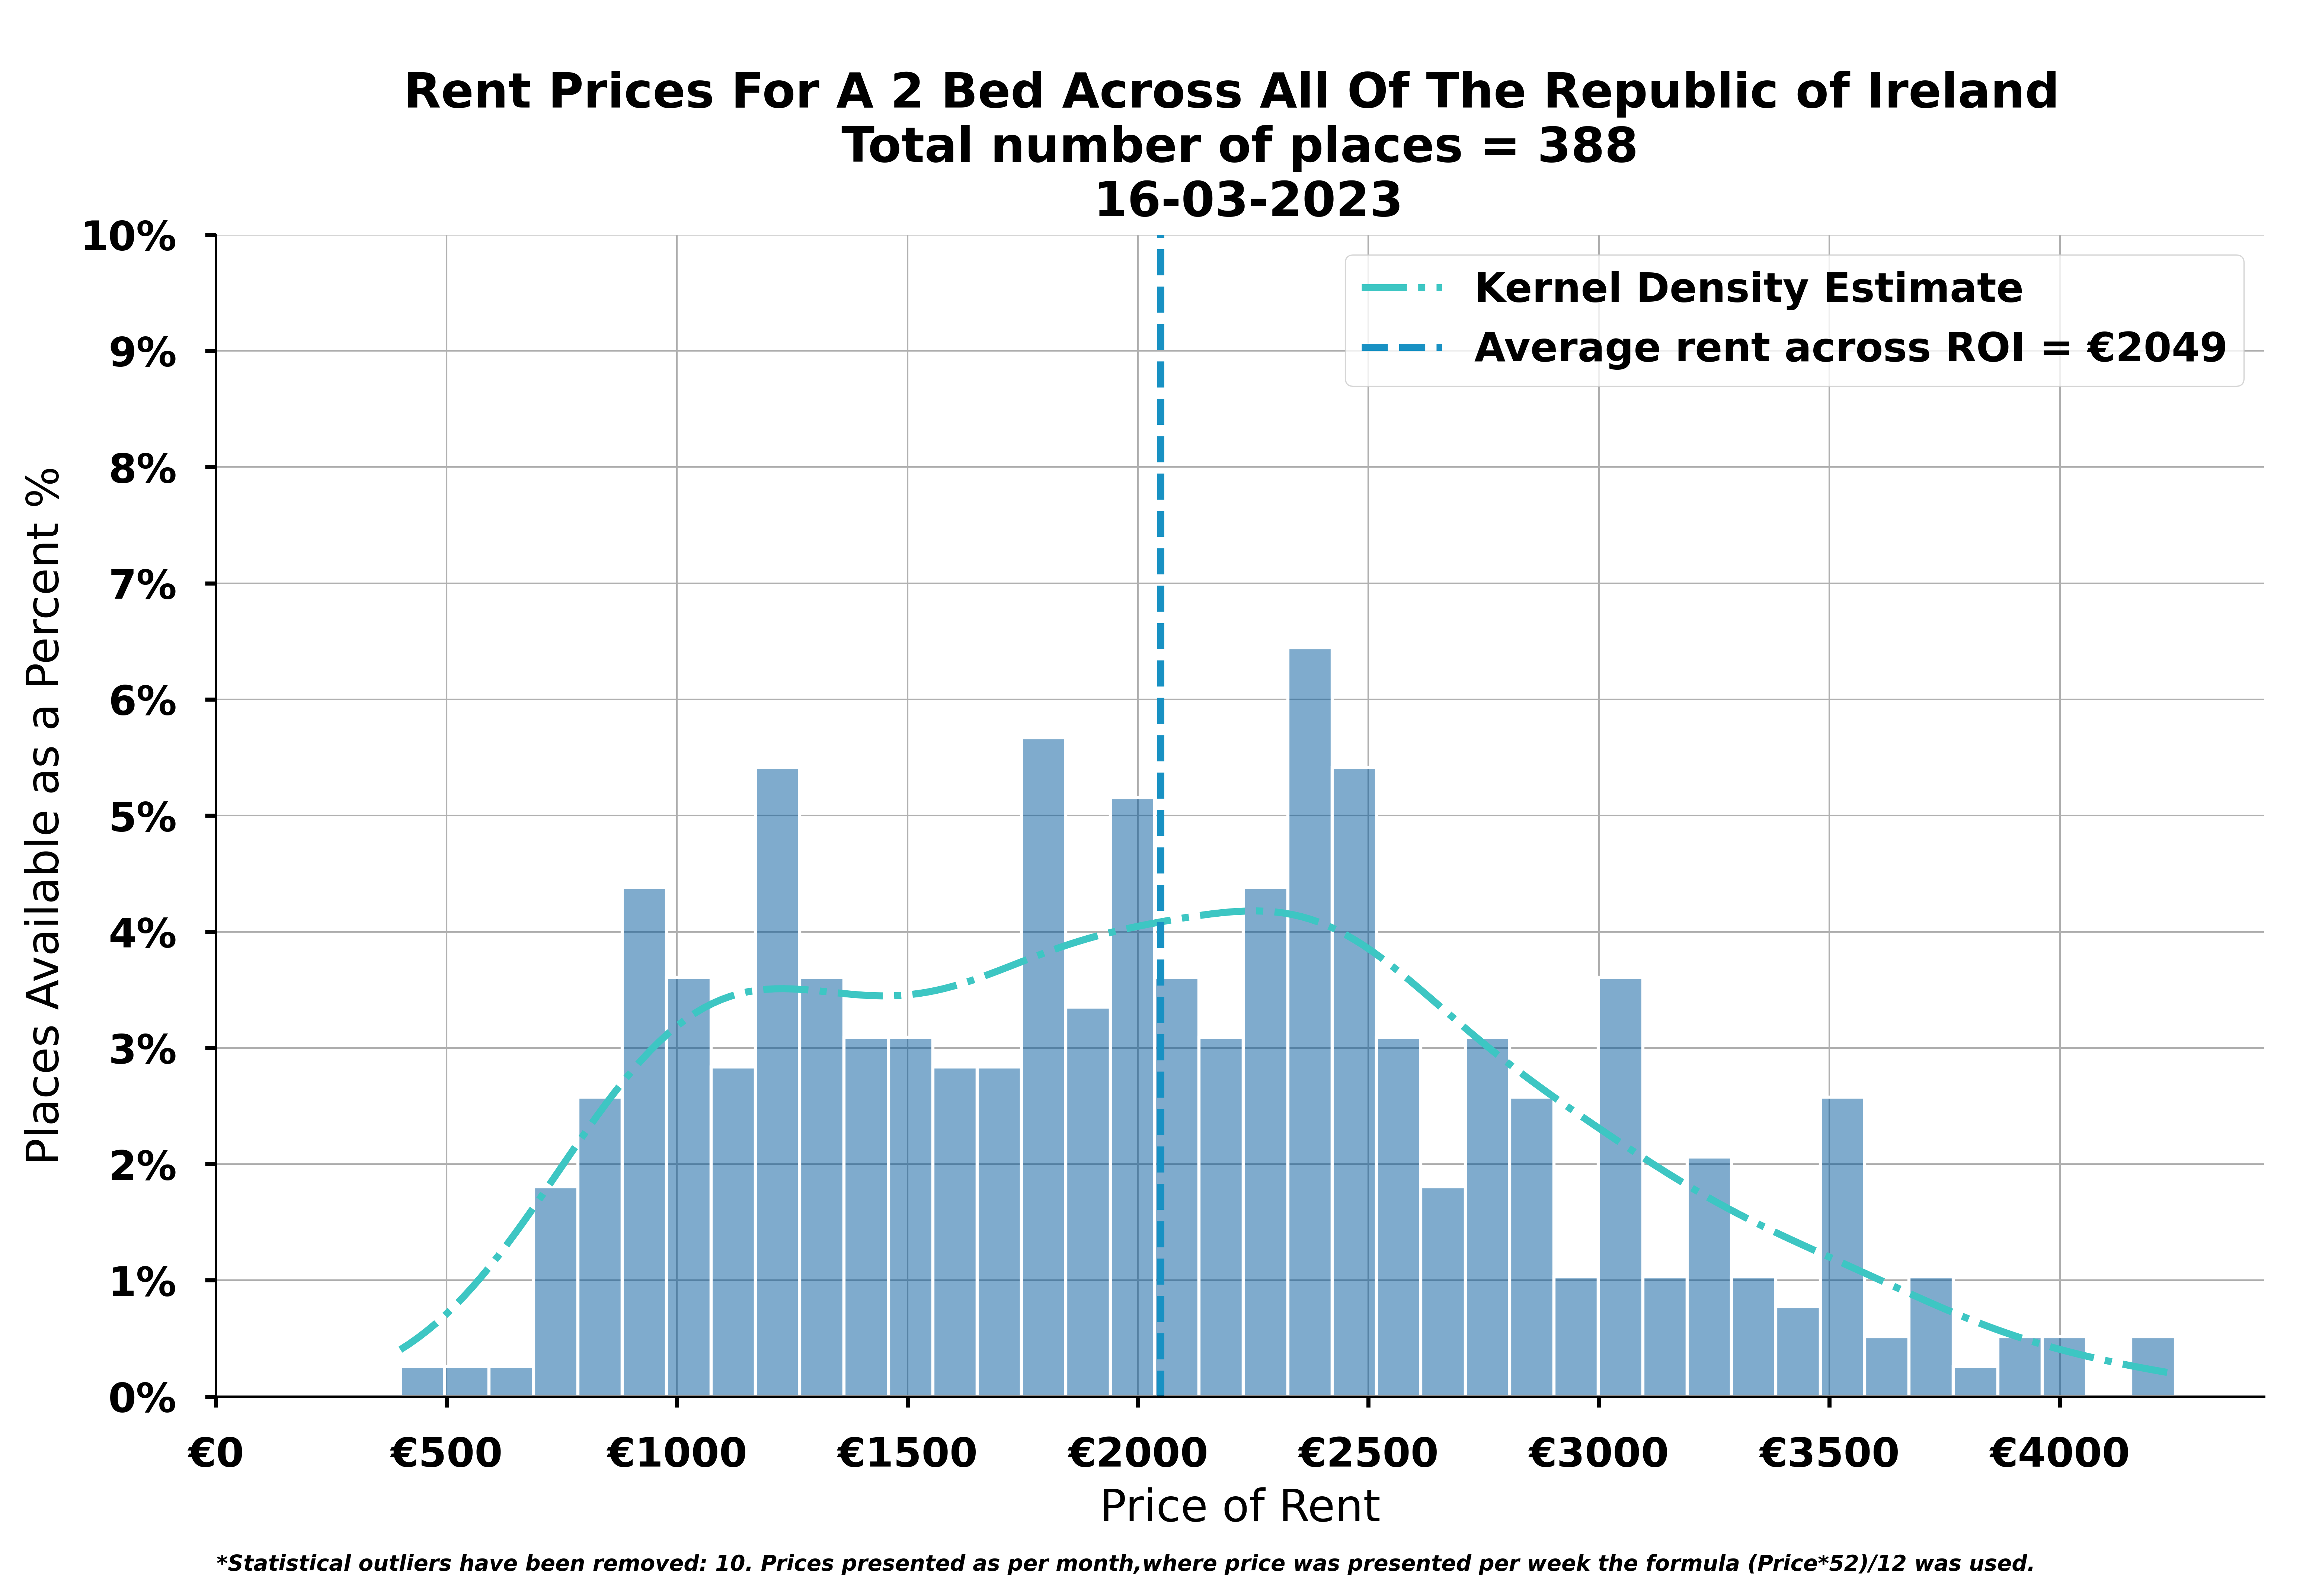 Rent Prices For A 2 Bed Across All Of The Republic of Ireland
Total number of places = 388
16-03-2023
Kernel Density Estimate
Average rent across ROI = €2049
Places Available as a Percent %
10%
9%
8%
7%
6%
5%
4%
3%
2%
1%
0%
€0 €500 €1000 €1500 €2000 €2500 €3000 €3500 €4000
Price of Rent
*Statistical outliers have been removed: 10. Prices presented as per month,where price was presented per week the formula (Price*52)/12 was used.